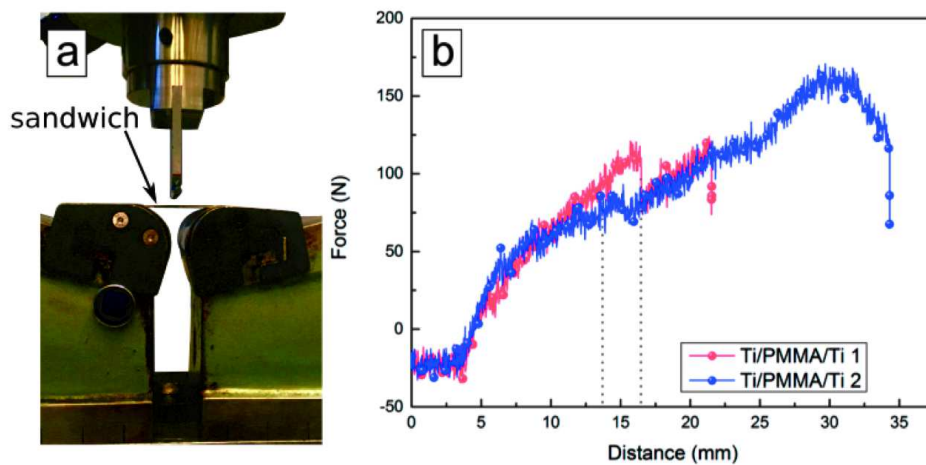 a
sandwich
b
Force (N)
200
150
100
50
0
-50
Ti/PMMA/Ti 1
Ti/PMMA/Ti 2
0 5 10 15 20 25 30 35
Distance (mm)